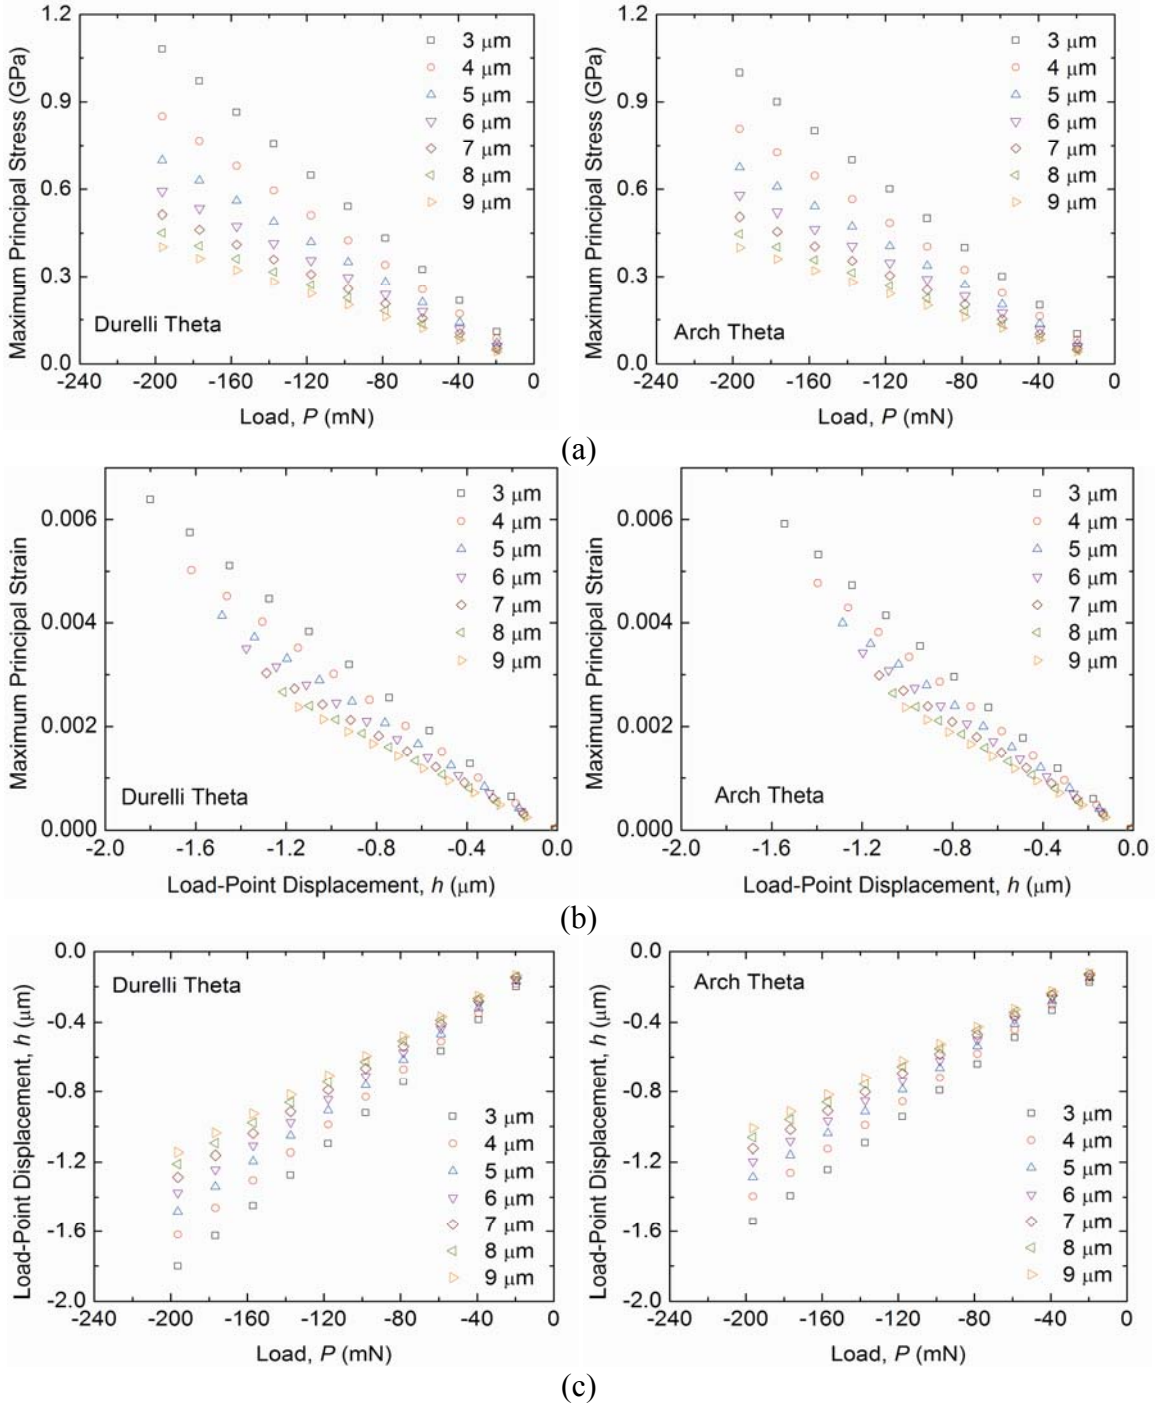 Maximum Principal Stress (GPa)
1.2
0.9
0.6
0.3
0.0
3 μm
4 μm
5 μm
6 μm
7 μm
8 μm
9 μm
Durelli Theta
-240 -200 -160 -120 -80 -40 0
Load, P (mN)
Maximum Principal Stress (GPa)
1.2
0.9
0.6
0.3
0.0
3 μm
4 μm
5 μm
6 μm
7 μm
8 μm
9 μm
Arch Theta
-240 -200 -160 -120 -80 -40 0
Load, P (mN)
(a)
Maximum Principal Strain
0.006
0.004
0.002
0.000
3 μm
4 μm
5 μm
6 μm
7 μm
8 μm
9 μm
Durelli Theta
-2.0 -1.6 -1.2 -0.8 -0.4 0.0
Load-Point Displacement, h (μm)
Maximum Principal Strain
0.006
0.004
0.002
0.000
3 μm
4 μm
5 μm
6 μm
7 μm
8 μm
9 μm
Arch Theta
-2.0 -1.6 -1.2 -0.8 -0.4 0.0
Load-Point Displacement, h (μm)
(b)
Load-Point Displacement, h (μm)
0.0
-0.4
-0.8
-1.2
-1.6
-2.0
Durelli Theta
3 μm
4 μm
5 μm
6 μm
7 μm
8 μm
9 μm
-240 -200 -160 -120 -80 -40 0
Load, P (mN)
Load-Point Displacement, h (μm)
0.0
-0.4
-0.8
-1.2
-1.6
-2.0
Arch Theta
3 μm
4 μm
5 μm
6 μm
7 μm
8 μm
9 μm
-240 -200 -160 -120 -80 -40 0
Load, P (mN)
(c)